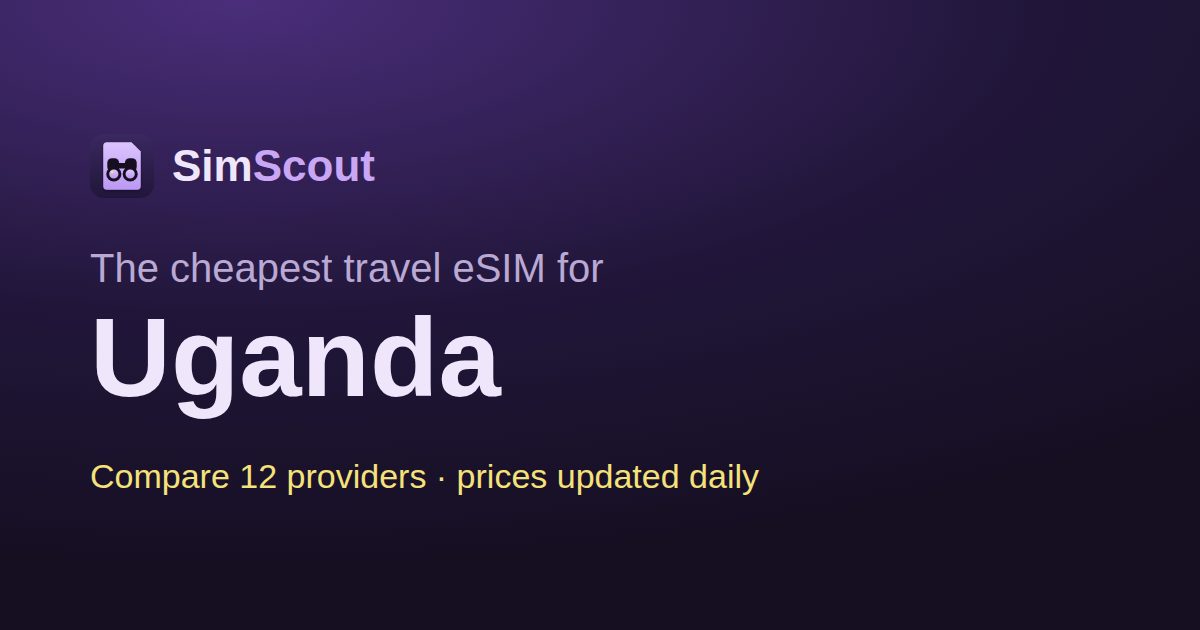 SimScout
The cheapest travel eSIM for
Uganda
Compare 12 providers · prices updated daily